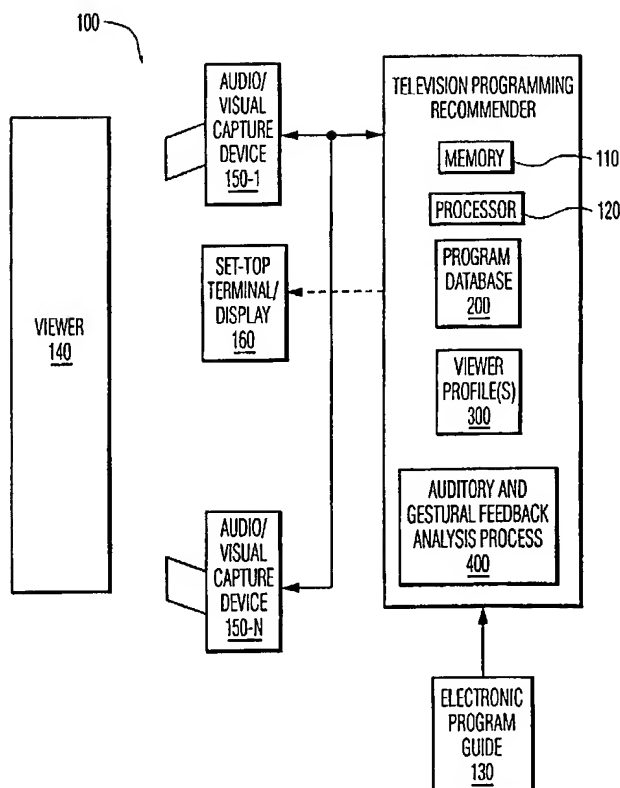 100
AUDIO/
VISUAL
CAPTURE
DEVICE
150-1
TELEVISION PROGRAMMING
RECOMMENDER
MEMORY
110
PROCESSOR
120
PROGRAM
DATABASE
200
SET-TOP
TERMINAL/
DISPLAY
160
VIEWER
140
VIEWER
PROFILE(S)
300
AUDITORY AND
GESTURAL FEEDBACK
ANALYSIS PROCESS
400
AUDIO/
VISUAL
CAPTURE
DEVICE
150-N
ELECTRONIC
PROGRAM
GUIDE
130